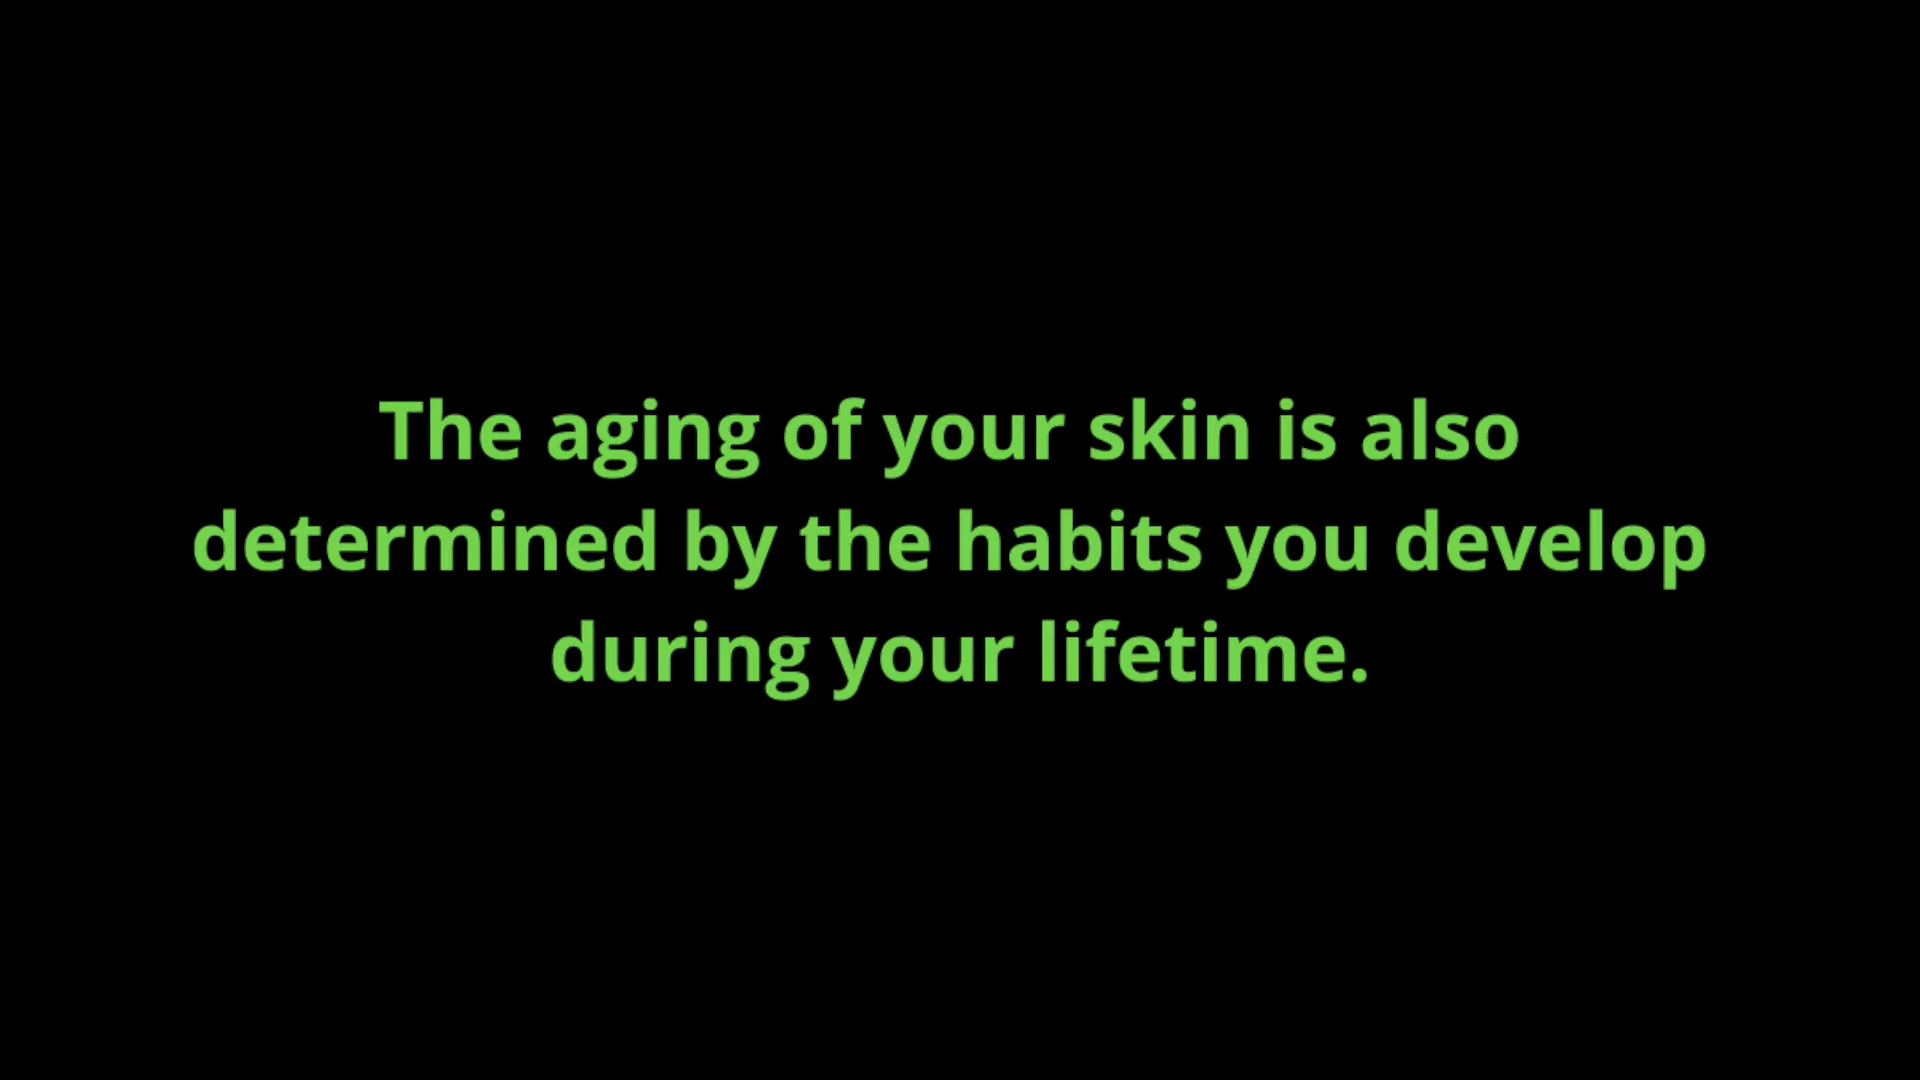 The aging of your skin is also
determined by the habits you develop
during your lifetime.